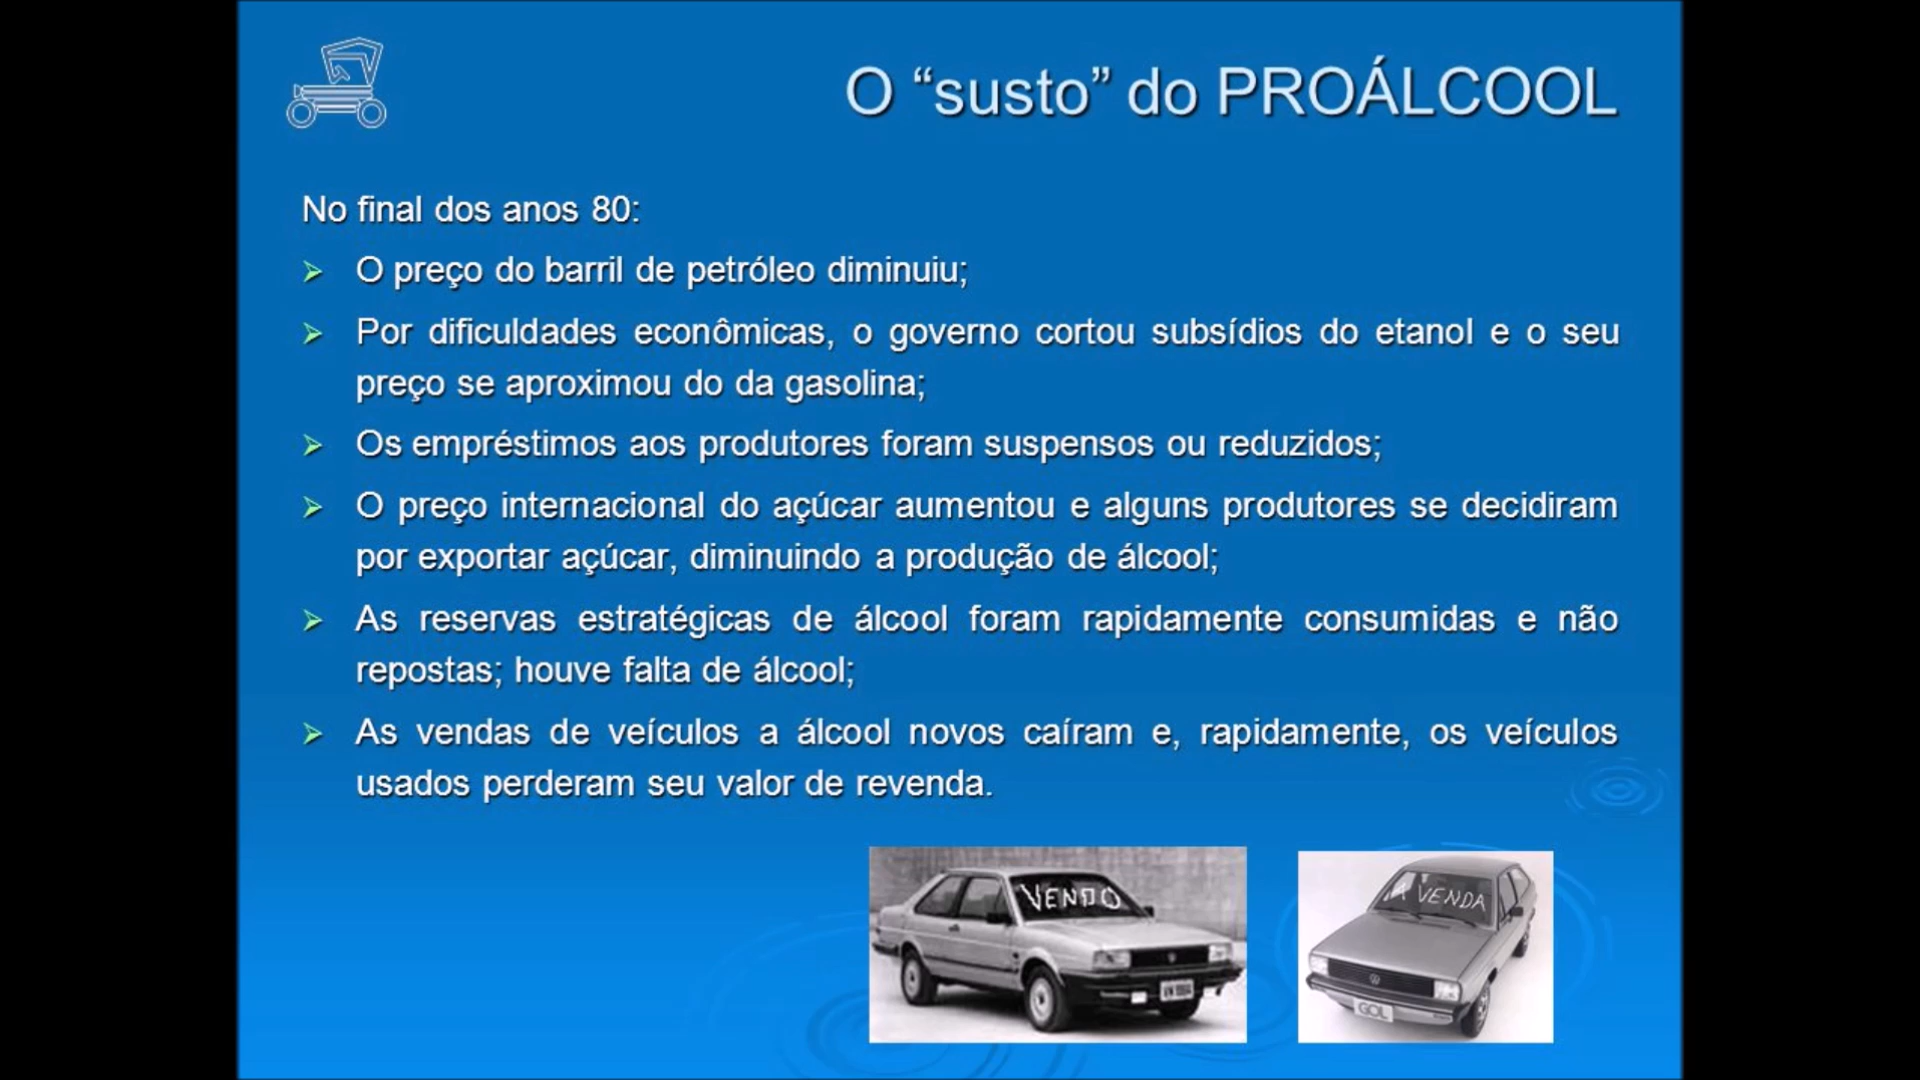 O “susto” do PROÁLCOOL
No final dos anos 80:
O preço do barril de petróleo diminuiu;
Por dificuldades econômicas, o governo cortou subsídios do etanol e o seu
preço se aproximou do da gasolina;
Os empréstimos aos produtores foram suspensos ou reduzidos;
O preço internacional do açúcar aumentou e alguns produtores se decidiram
por exportar açúcar, diminuindo a produção de álcool;
As reservas estratégicas de álcool foram rapidamente consumidas e não
repostas; houve falta de álcool;
As vendas de veículos a álcool novos caíram e, rapidamente, os veículos
usados perderam seu valor de revenda.
VENDO
A VENDA
GOL